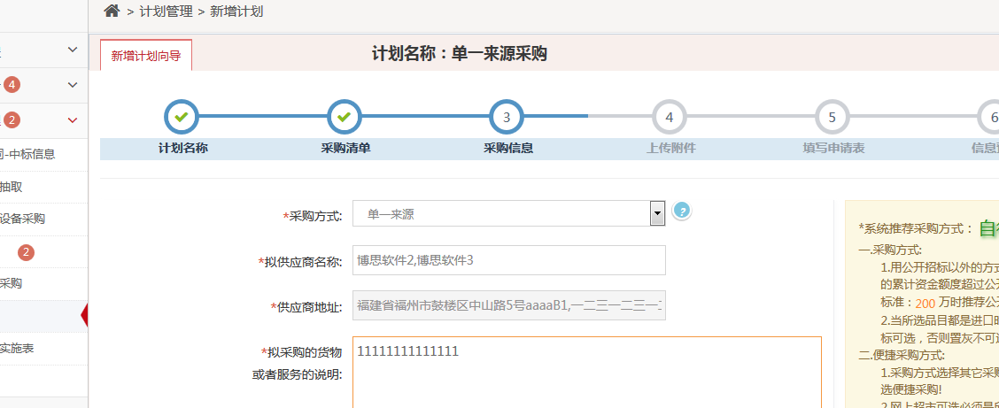 > 计划管理 > 新增计划
新增计划向导
计划名称：单一来源采购
4
2
3 4 5 6
计划名称 采购清单 采购信息 上传附件 填写申请表 信息
-中标信息
抽取
设备采购
2
采购
实施表
*采购方式: 单一来源 ?
*拟供应商名称: 博思软件2,博思软件3
*供应商地址: 福建省福州市鼓楼区中山路5号aaaaB1,一二三一二三一
*拟采购的货物
或者服务的说明:
11111111111111
*系统推荐采购方式： 自
一.采购方式:
1.用公开招标以外的方
的累计资金额度超过公
标准：200 万时推荐公
2.当所选品目都是进口
标可选，否则置灰不可
二.便捷采购方式:
1.采购方式选择其它采
选便捷采购!
2.网上超市可选必须是